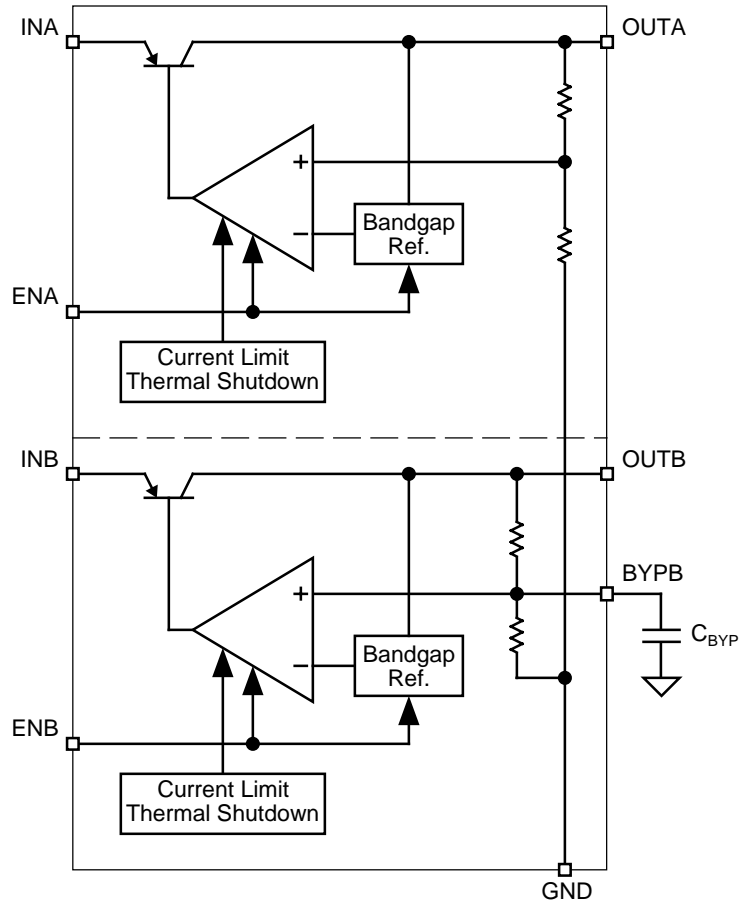 INA
OUTA
+
−
Bandgap
Ref.
ENA
Current Limit
Thermal Shutdown
INB
OUTB
BYPB
+
−
Bandgap
Ref.
CBYP
ENB
Current Limit
Thermal Shutdown
GND